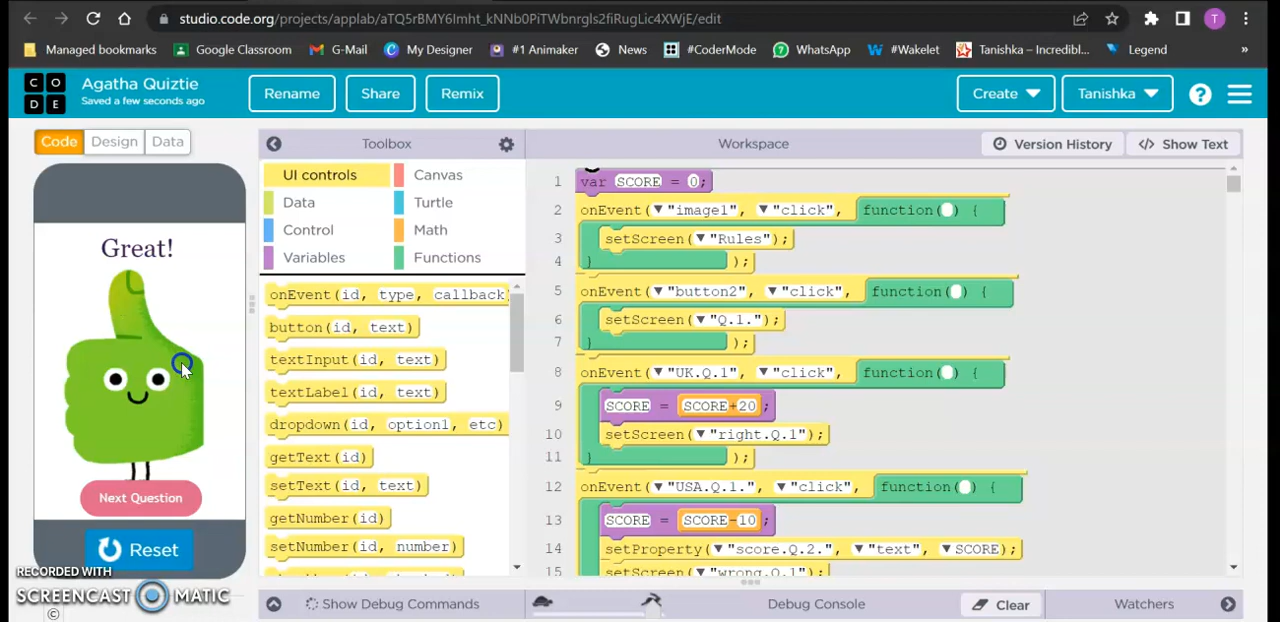 studio.code.org/projects/applab/aTQ5rBMY6Imht_kNNb0PiTWbnrgls2fiRugLic4XWjE/edit
T
Managed bookmarks
Google Classroom
G-Mail
My Designer
#1 Animaker
News
#CoderMode
WhatsApp
#Wakelet
Tanishka – Incredibl...
Legend
»
C O D E
Agatha Quiztie
Saved a few seconds ago
Rename
Share
Remix
Create
Tanishka
?
Code
Design
Data
Toolbox
Workspace
Version History
</> Show Text
Great!
Next Question
Reset
RECORDED WITH
SCREENCAST MATIC
©
UI controls
Canvas
Data
Turtle
Control
Math
Variables
Functions
onEvent(id, type, callback)
button(id, text)
textInput(id, text)
textLabel(id, text)
dropdown(id, option1, etc)
getText(id)
setText(id, text)
getNumber(id)
setNumber(id, number)
1 var SCORE = 0;
2 onEvent(▼"image1", ▼"click", function() {
3 setScreen(▼"Rules");
4 } );
5 onEvent(▼"button2", ▼"click", function() {
6 setScreen(▼"Q.1.");
7 } );
8 onEvent(▼"UK.Q.1", ▼"click", function() {
9 SCORE = SCORE+20;
10 setScreen(▼"right.Q.1");
11 } );
12 onEvent(▼"USA.Q.1.", ▼"click", function() {
13 SCORE = SCORE-10;
14 setProperty(▼"score.Q.2.", ▼"text", ▼SCORE);
15 setScreen(▼"wrong.Q.1");
Show Debug Commands
Debug Console
Clear
Watchers